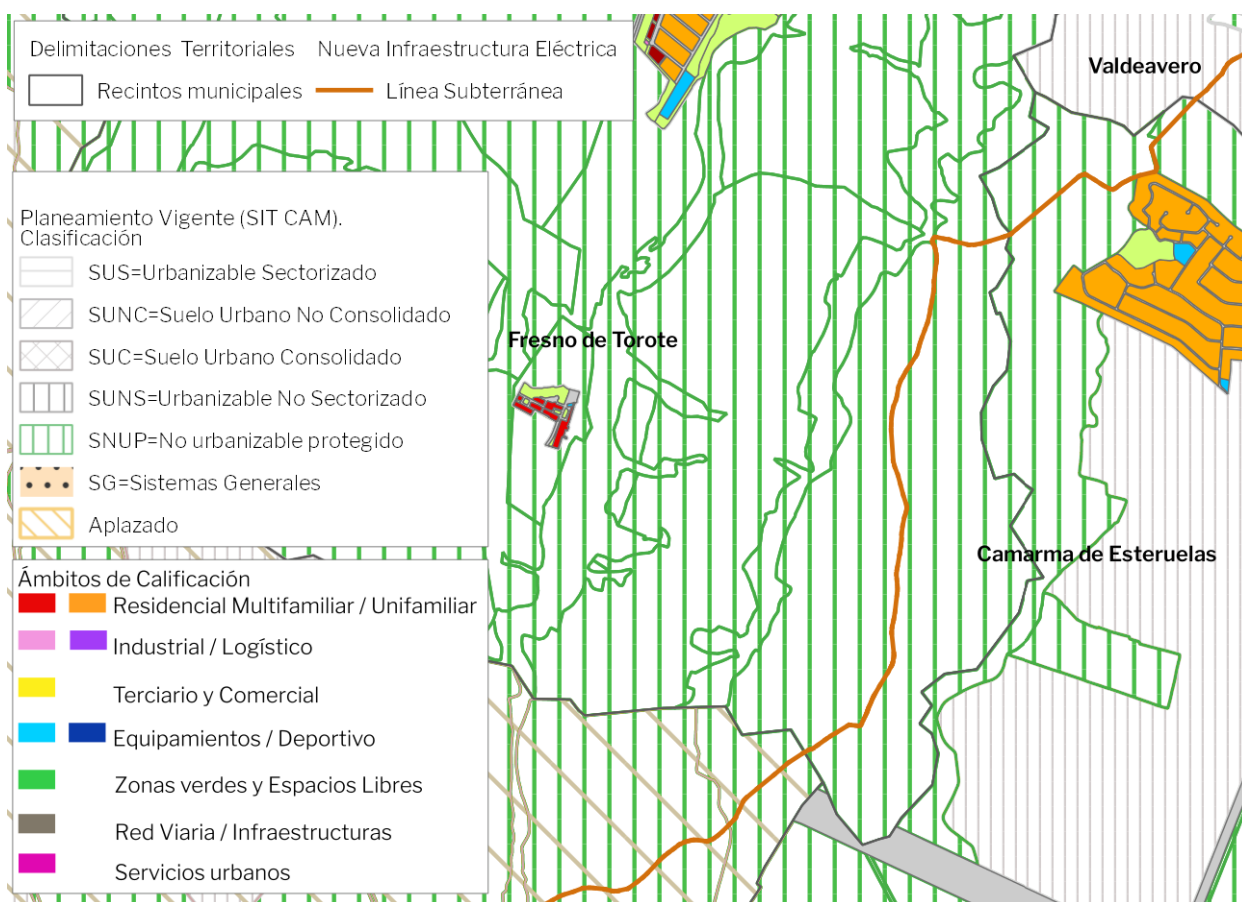 Delimitaciones Territoriales Nueva Infraestructura Eléctrica
Recintos municipales Línea Subterránea
Valdeavero
Planeamiento Vigente (SIT CAM).
Clasificación
SUS=Urbanizable Sectorizado
SUNC=Suelo Urbano No Consolidado
SUC=Suelo Urbano Consolidado
SUNS=Urbanizable No Sectorizado
SNUP=No urbanizable protegido
SG=Sistemas Generales
Aplazado
Fresno de Torote
Camarma de Esteruelas
Ámbitos de Calificación
Residencial Multifamiliar / Unifamiliar
Industrial / Logístico
Terciario y Comercial
Equipamientos / Deportivo
Zonas verdes y Espacios Libres
Red Viaria / Infraestructuras
Servicios urbanos